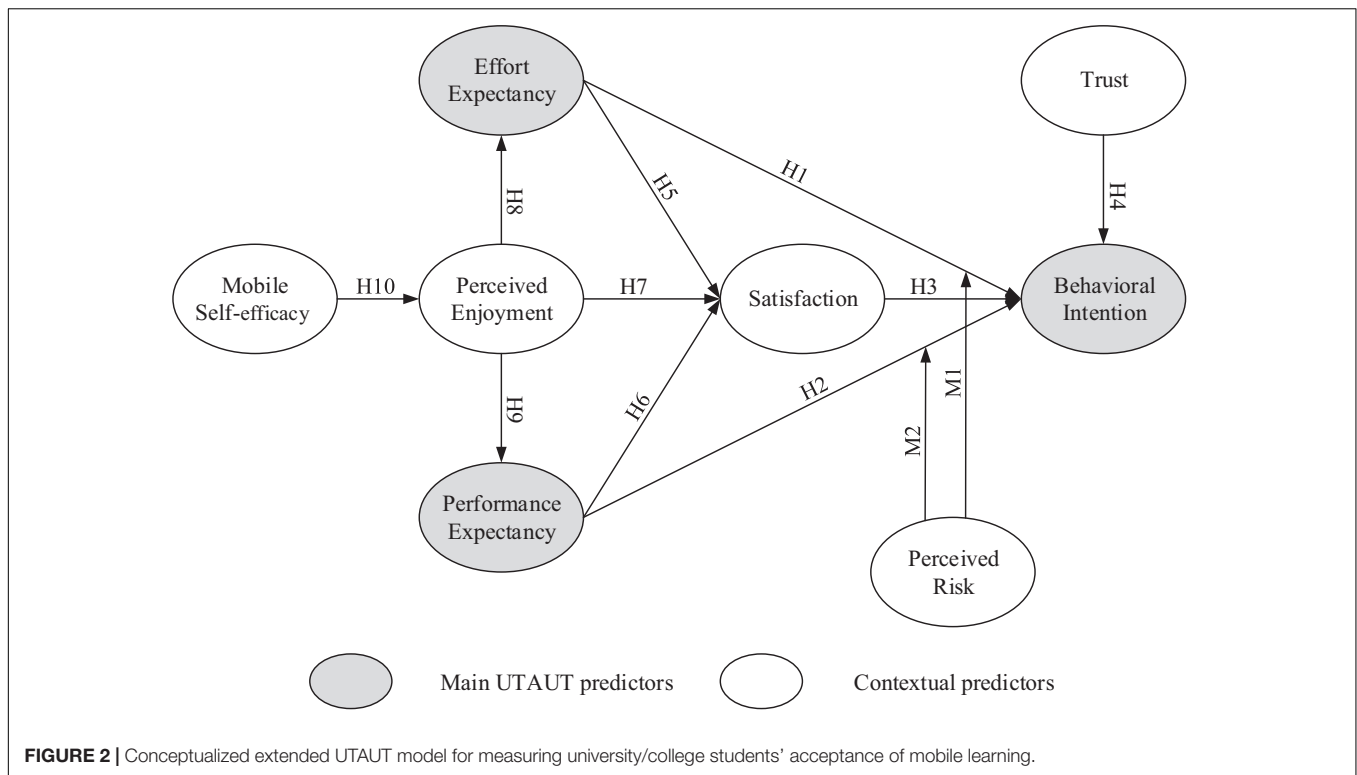 Effort
Expectancy
Trust
H1
H5
H4
H8
Mobile
Self-efficacy
H10
Perceived
Enjoyment
H7
Satisfaction
H3
Behavioral
Intention
H9
H6
H2
M1
M2
Performance
Expectancy
Perceived
Risk
Main UTAUT predictors
Contextual predictors
FIGURE 2 | Conceptualized extended UTAUT model for measuring university/college students’ acceptance of mobile learning.